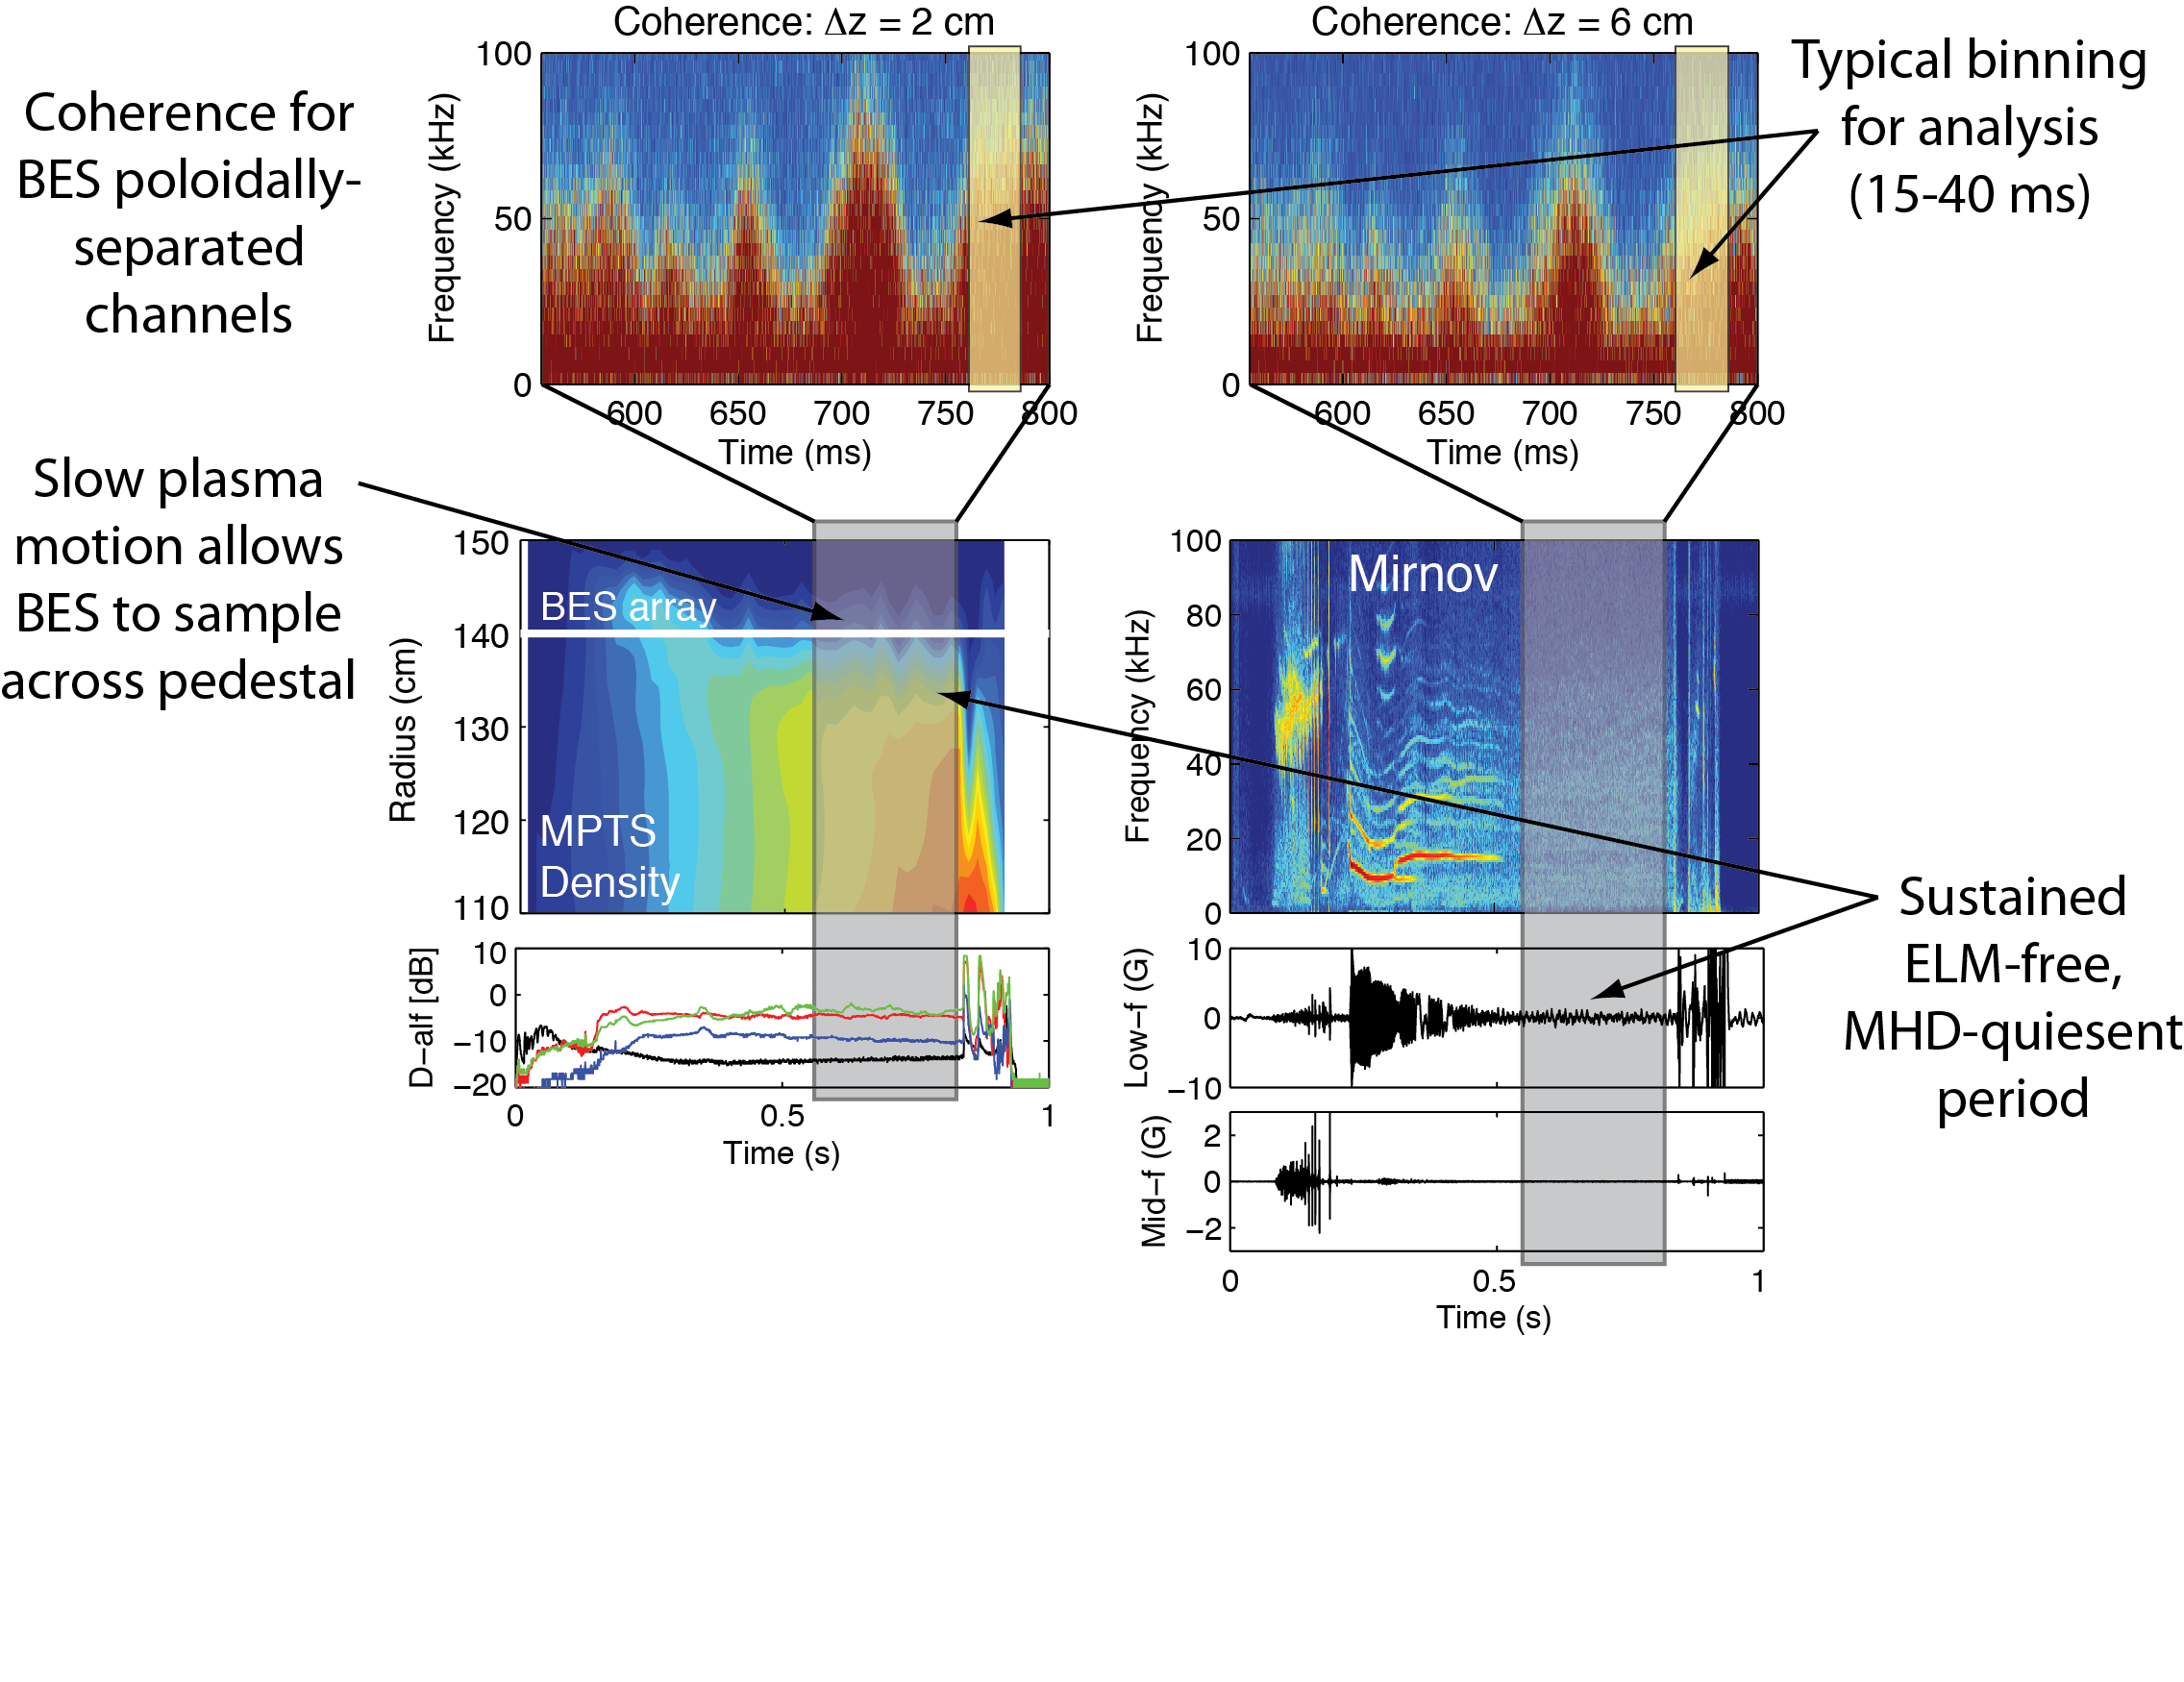 Coherence: Δz = 2 cm
Coherence: Δz = 6 cm
Coherence for
BES poloidally-
separated
channels
Typical binning
for analysis
(15-40 ms)
Frequency (kHz)
100
50
0
600
650
700
750
800
Time (ms)
Frequency (kHz)
100
50
0
600
650
700
750
800
Time (ms)
Slow plasma
motion allows
BES to sample
across pedestal
Radius (cm)
150
140
130
120
110
BES array
MPTS
Density
Frequency (kHz)
100
80
60
40
20
0
Mirnov
D-alf [dB]
10
0
−10
−20
0
0.5
1
Time (s)
Low-f (G)
10
0
−10
Mid-f (G)
2
0
−2
0
0.5
1
Time (s)
Sustained
ELM-free,
MHD-quiesent
period